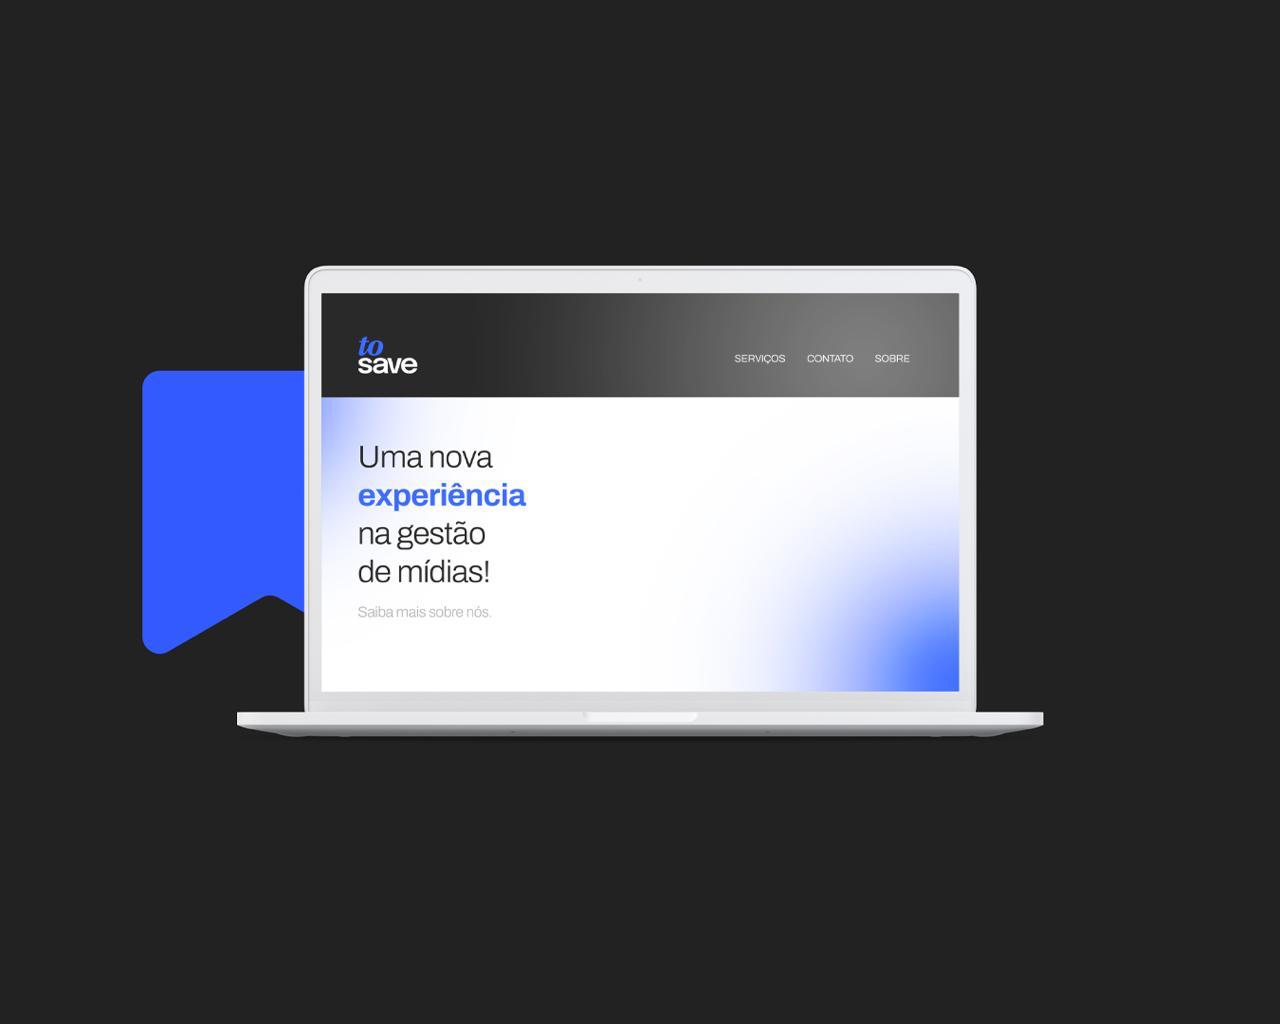 to
save
SERVIÇOS CONTATO SOBRE
Uma nova
experiência
na gestão
de mídias!
Saiba mais sobre nós.